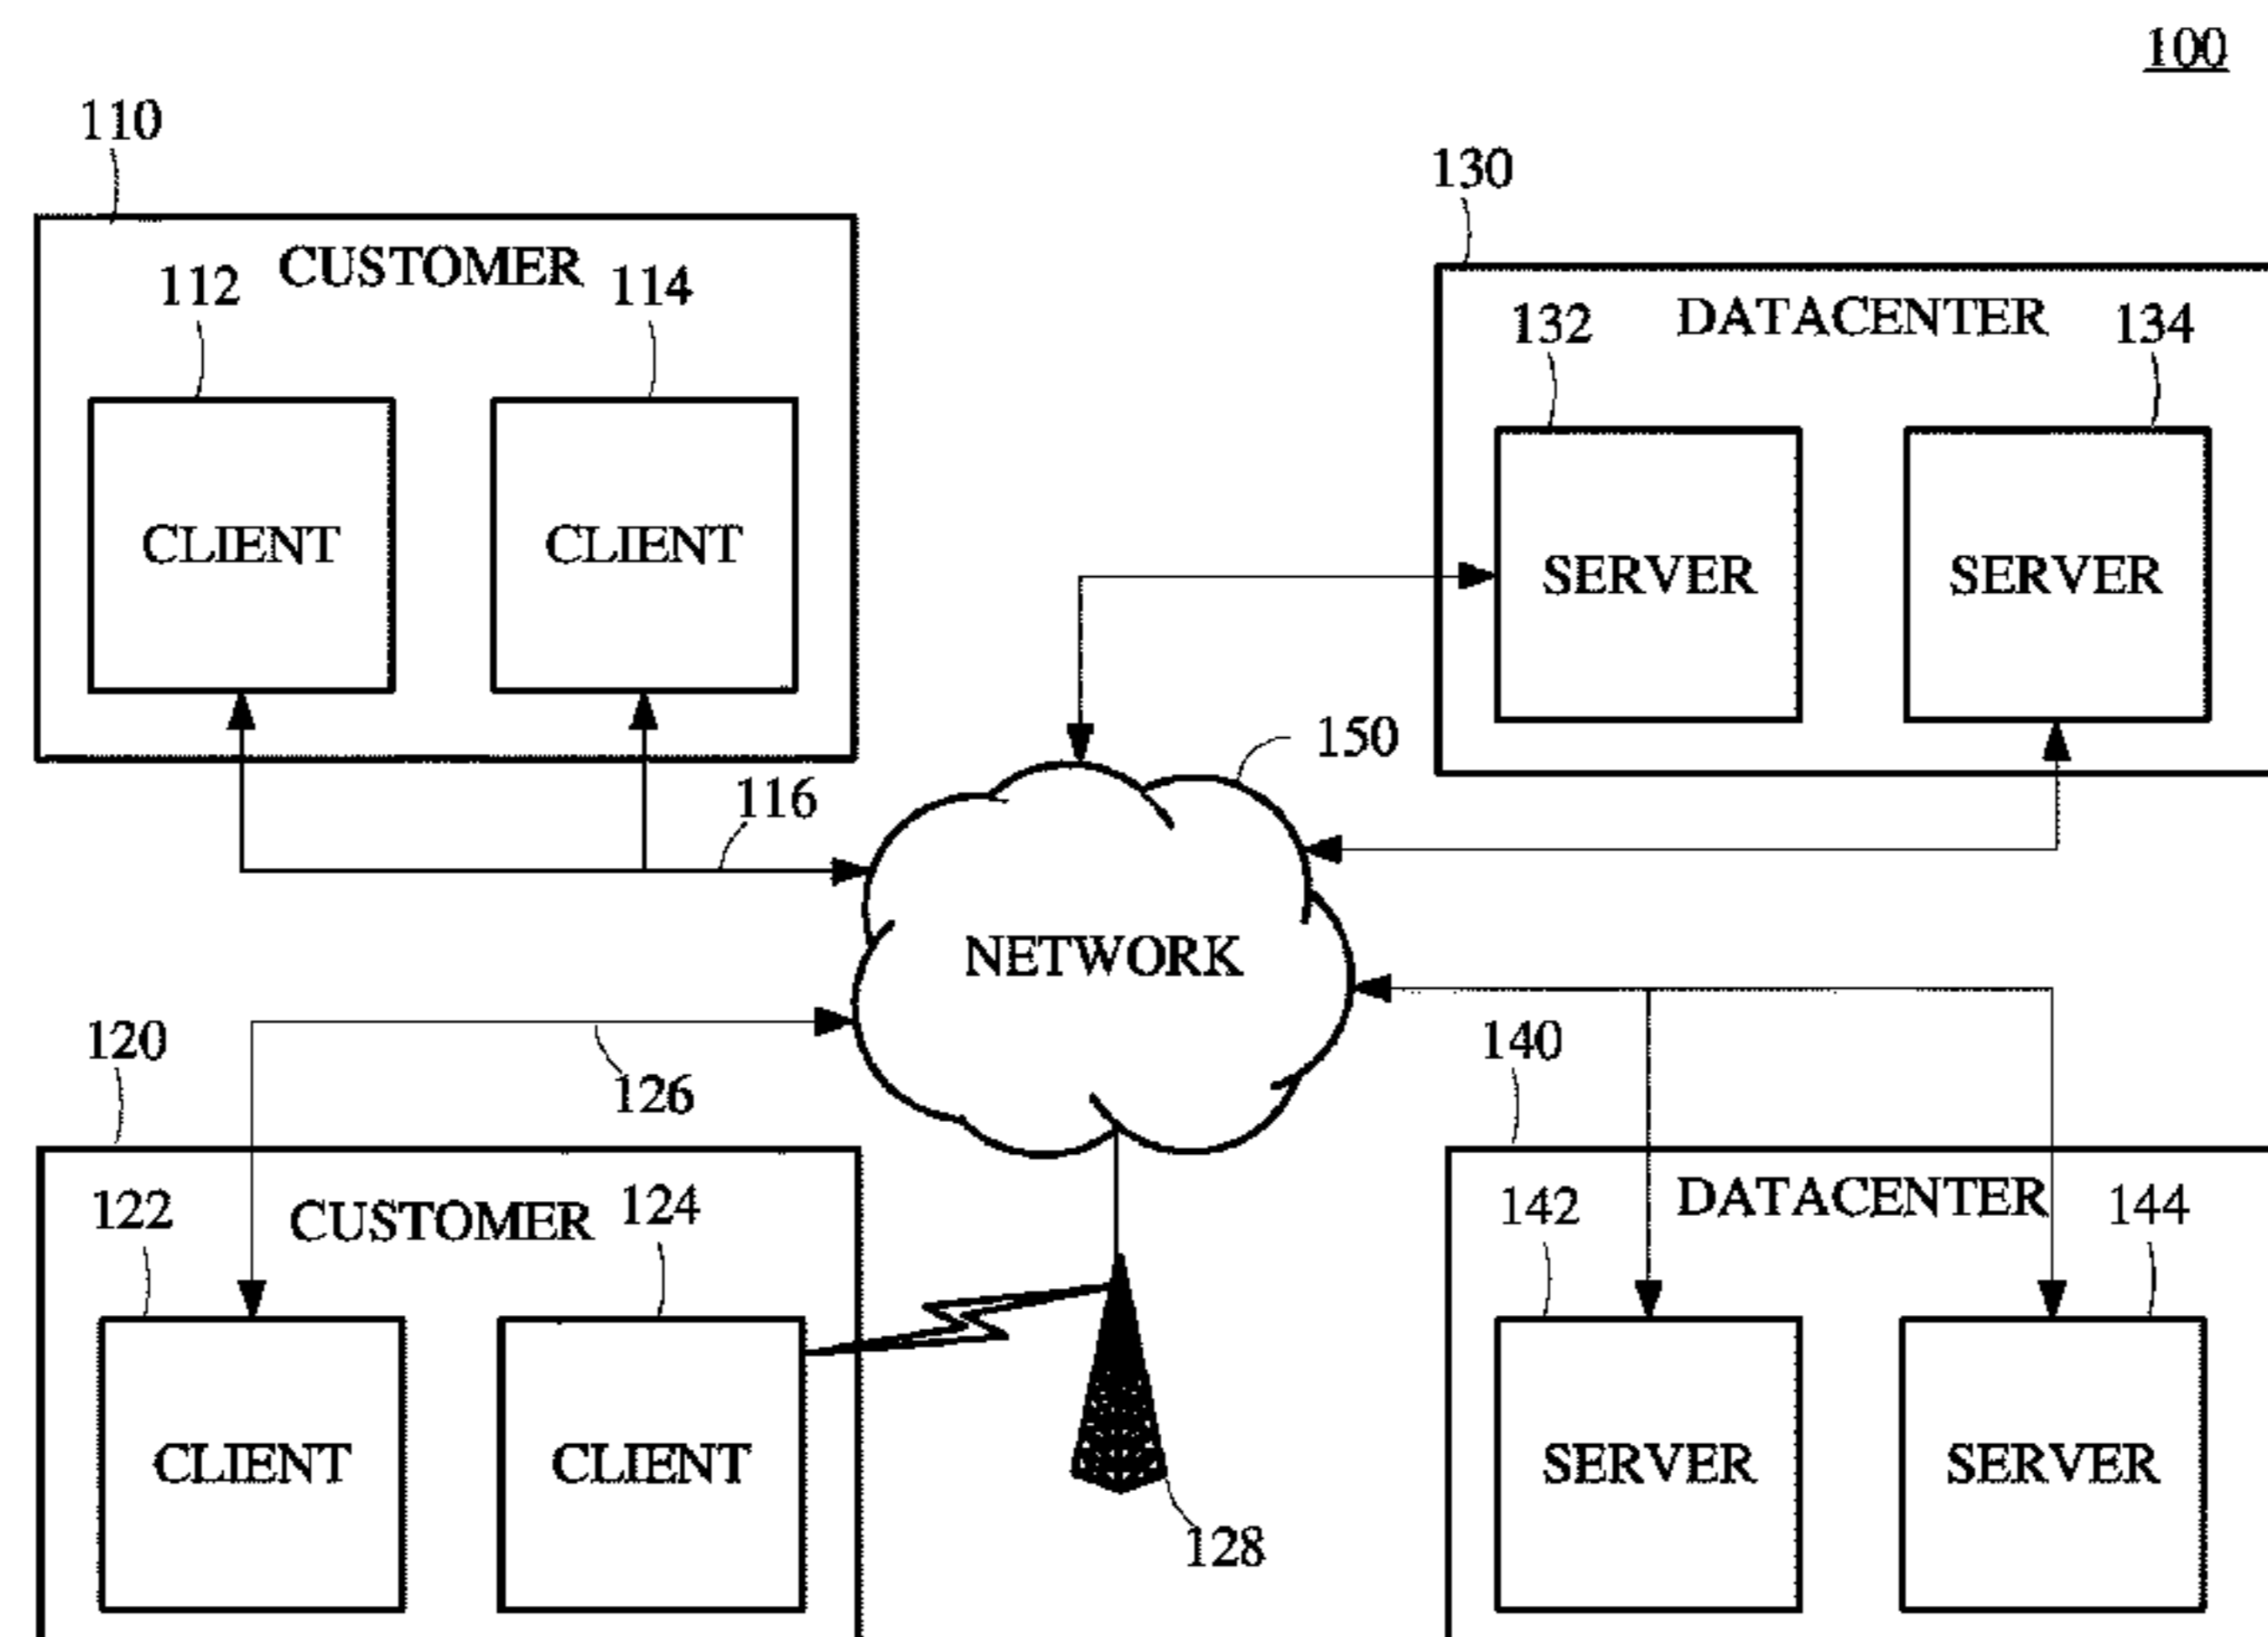 100
110
130
CUSTOMER
112
114
DATACENTER
132
134
CLIENT
CLIENT
SERVER
SERVER
150
116
NETWORK
120
126
140
122
CUSTOMER
124
142
DATACENTER
144
CLIENT
CLIENT
SERVER
SERVER
128